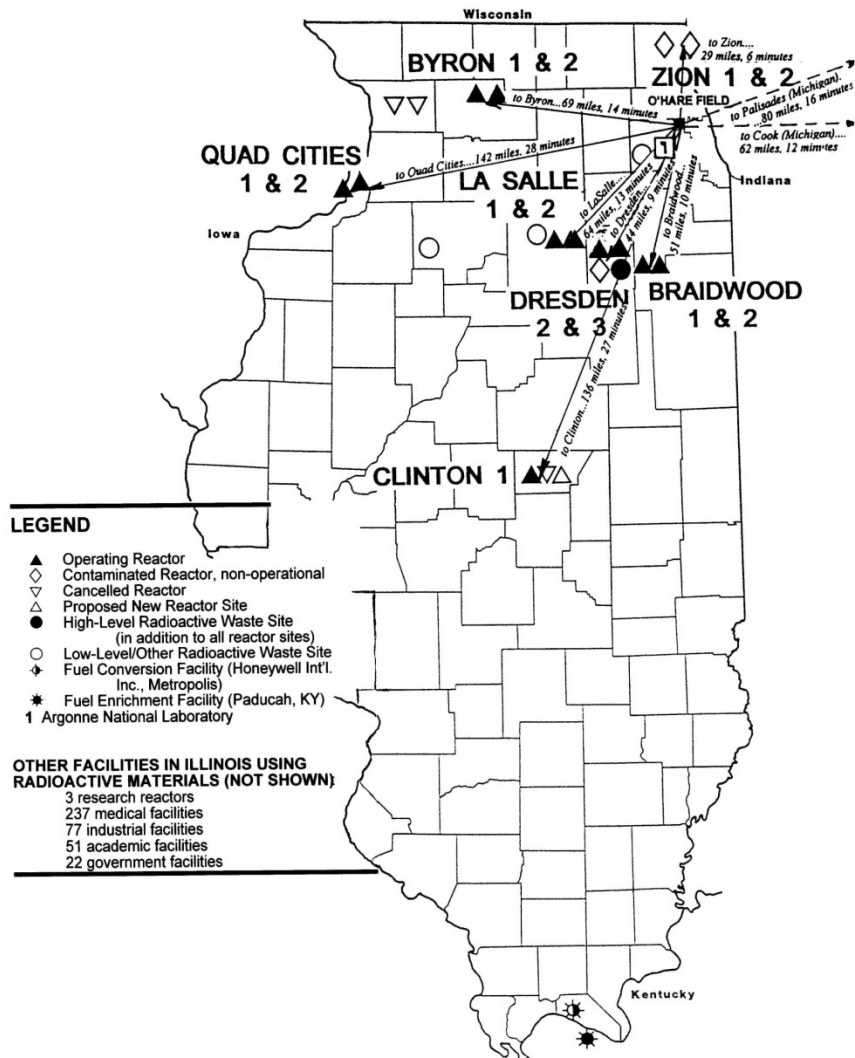 Wisconsin
to Zion....
29 miles, 6 minutes
BYRON 1 & 2
ZION 1 & 2
O'HARE FIELD
to Palisades (Michigan).
...80 miles, 16 minutes
to Byron...69 miles, 14 minutes
to Cook (Michigan)...
62 miles, 12 minutes
1
QUAD CITIES
1 & 2
to Quad Cities....142 miles, 28 minutes
LA SALLE
1 & 2
to LaSalle...
64 miles, 13 minutes
to Dresden...
44 miles, 9 minutes
to Braidwood...
51 miles, 10 minutes
Indiana
Iowa
DRESDEN
2 & 3
BRAIDWOOD
1 & 2
to Clinton...136 miles, 27 minutes
CLINTON 1
LEGEND
Operating Reactor
Contaminated Reactor, non-operational
Cancelled Reactor
Proposed New Reactor Site
High-Level Radioactive Waste Site
(in addition to all reactor sites)
Low-Level/Other Radioactive Waste Site
Fuel Conversion Facility (Honeywell Int'l.
Inc., Metropolis)
Fuel Enrichment Facility (Paducah, KY)
1 Argonne National Laboratory
OTHER FACILITIES IN ILLINOIS USING
RADIOACTIVE MATERIALS (NOT SHOWN):
3 research reactors
237 medical facilities
77 industrial facilities
51 academic facilities
22 government facilities
Kentucky